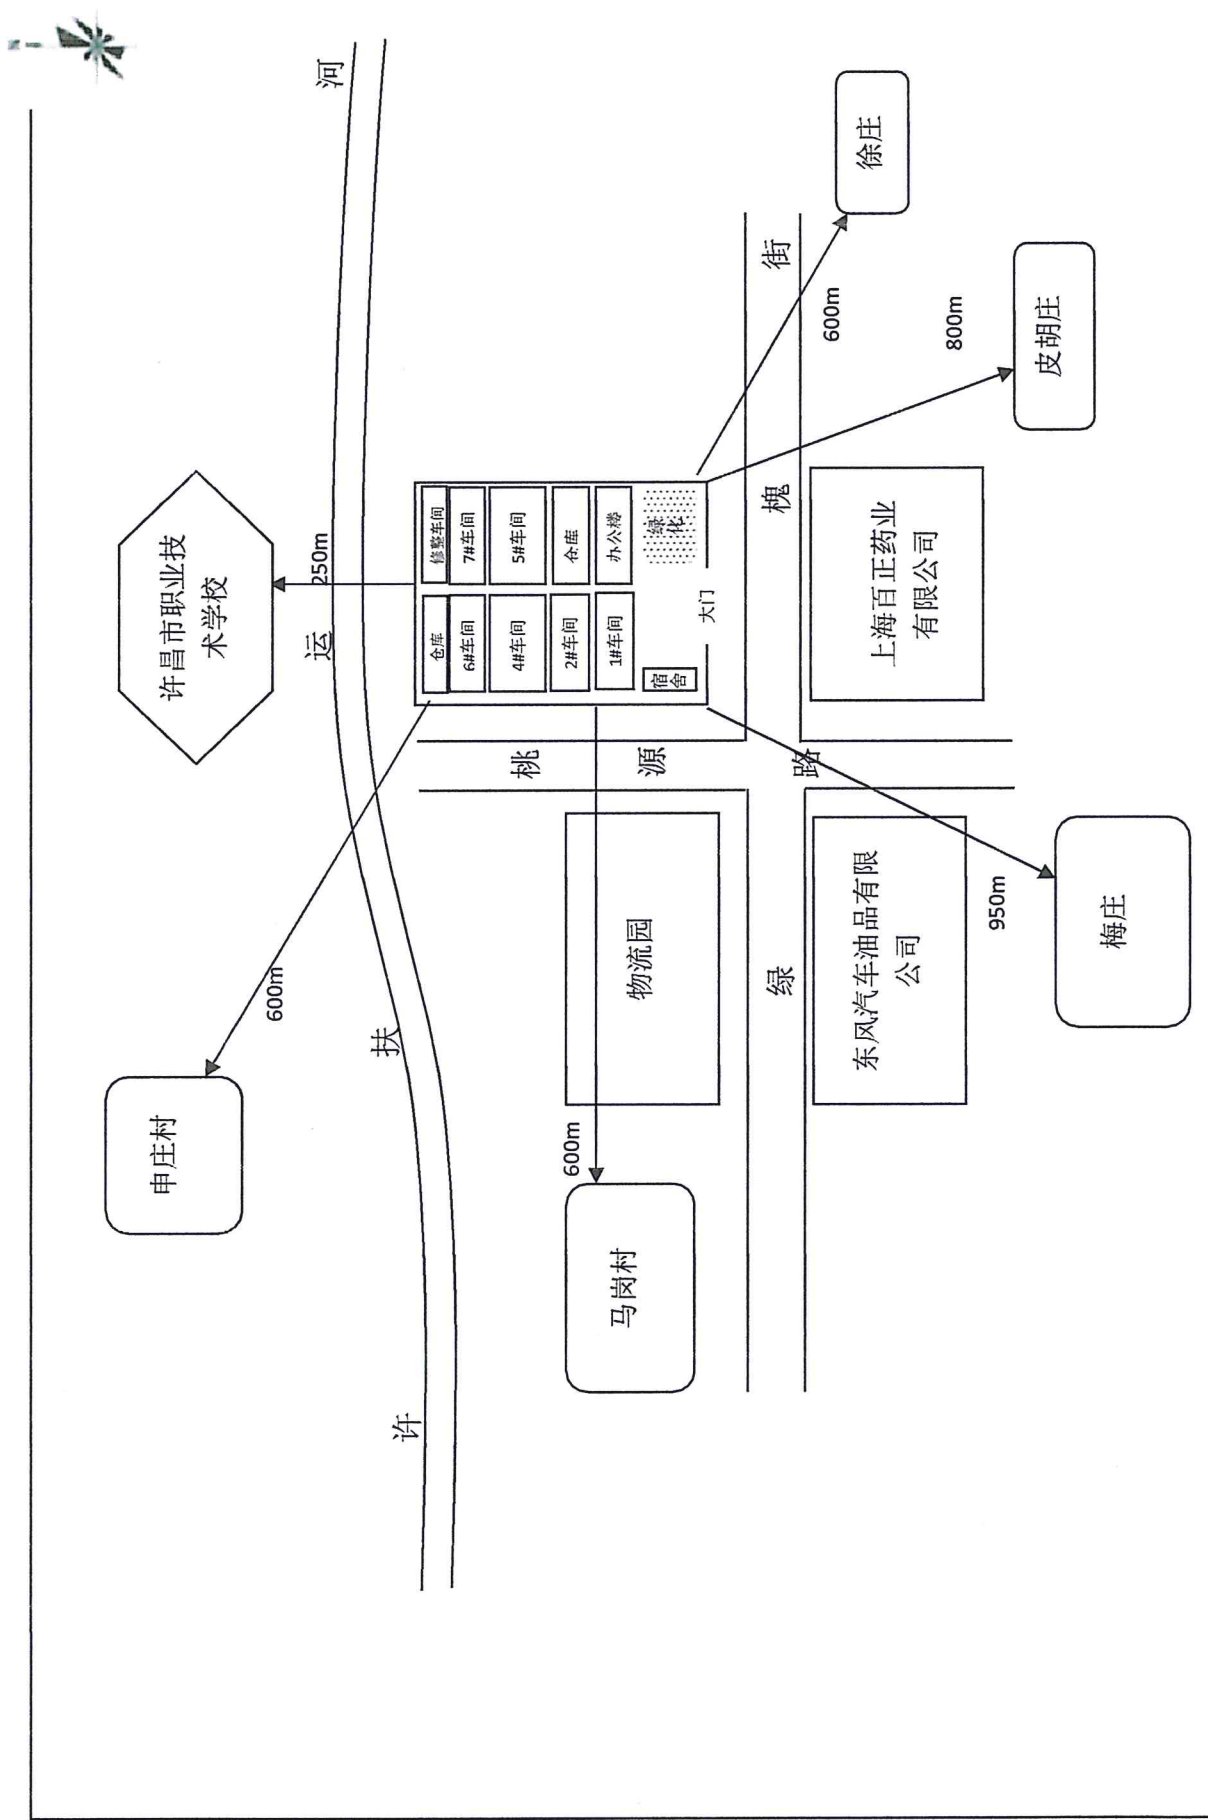 许昌市职业技
术学校
申庄村
600m
250m
许扶运河
仓库
修整车间
6#车间
7#车间
4#车间
5#车间
2#车间
仓库
1#车间
办公楼
宿舍
绿化
大门
桃源路
600m
马岗村
物流园
绿槐街
东风汽车油品有限
公司
上海百正药业
有限公司
600m
徐庄
800m
皮胡庄
950m
梅庄